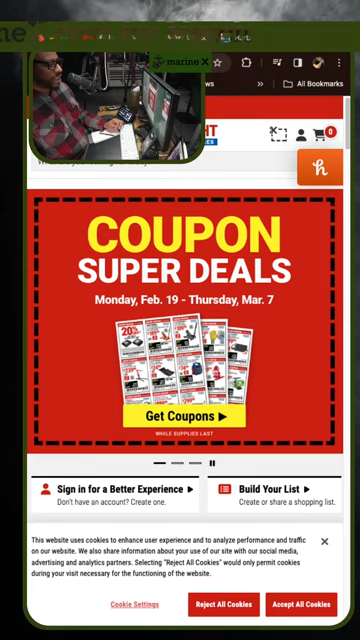 marine X
All Bookmarks
0
COUPON
SUPER DEALS
Monday, Feb. 19 - Thursday, Mar. 7
20%
Get Coupons
WHILE SUPPLIES LAST
Sign in for a Better Experience
Don't have an account? Create one.
Build Your List
Create or share a shopping list.
This website uses cookies to enhance user experience and to analyze performance and traffic
on our website. We also share information about your use of our site with our social media,
advertising and analytics partners. Selecting "Reject All Cookies" would only permit cookies
during your visit necessary for the functioning of the website.
Cookie Settings
Reject All Cookies
Accept All Cookies